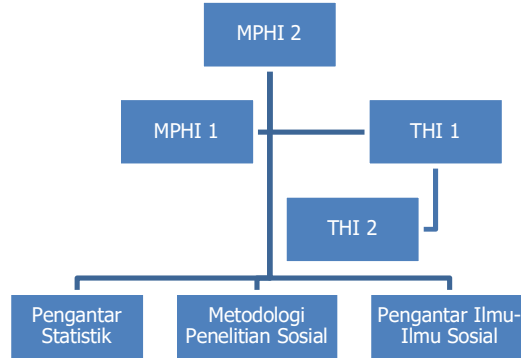 MPHI 2
MPHI 1
THI 1
THI 2
Pengantar
Statistik
Metodologi
Penelitian Sosial
Pengantar Ilmu-
Ilmu Sosial